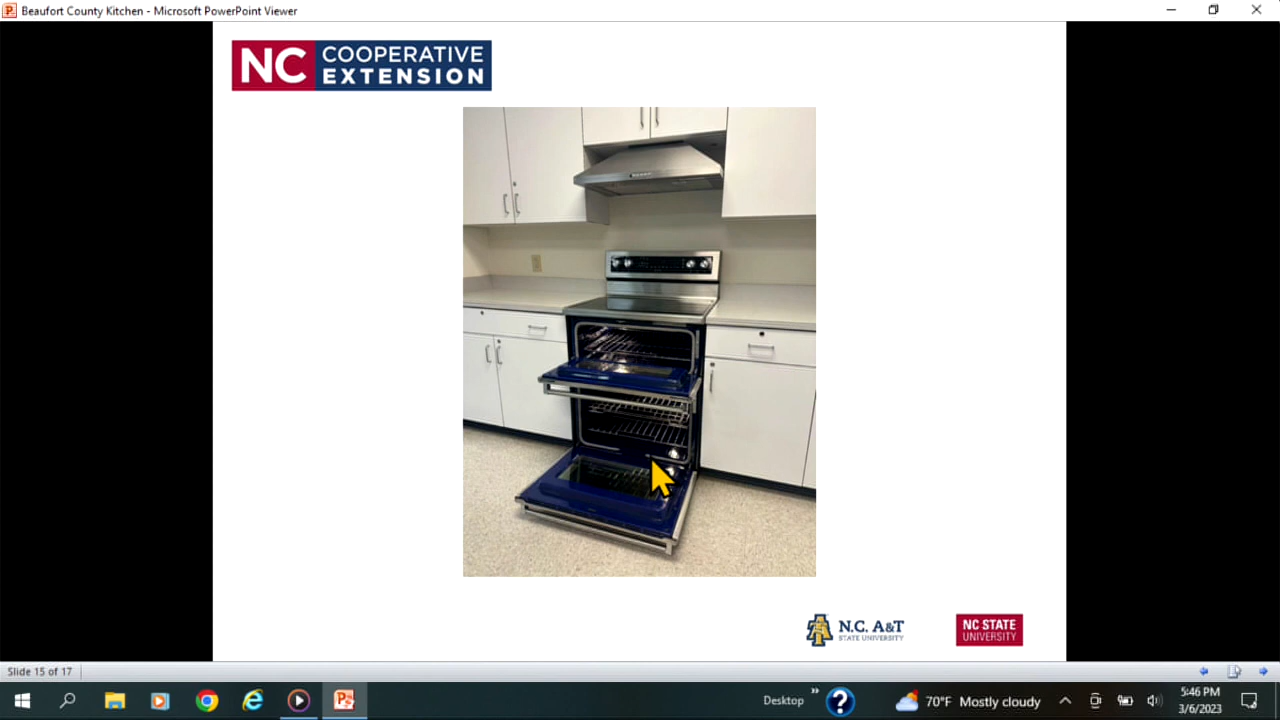 Beaufort County Kitchen - Microsoft PowerPoint Viewer
NC COOPERATIVE
EXTENSION
N.C. A&T
STATE UNIVERSITY
NC STATE
UNIVERSITY
Slide 15 of 17
Desktop
70°F Mostly cloudy
5:46 PM
3/6/2023